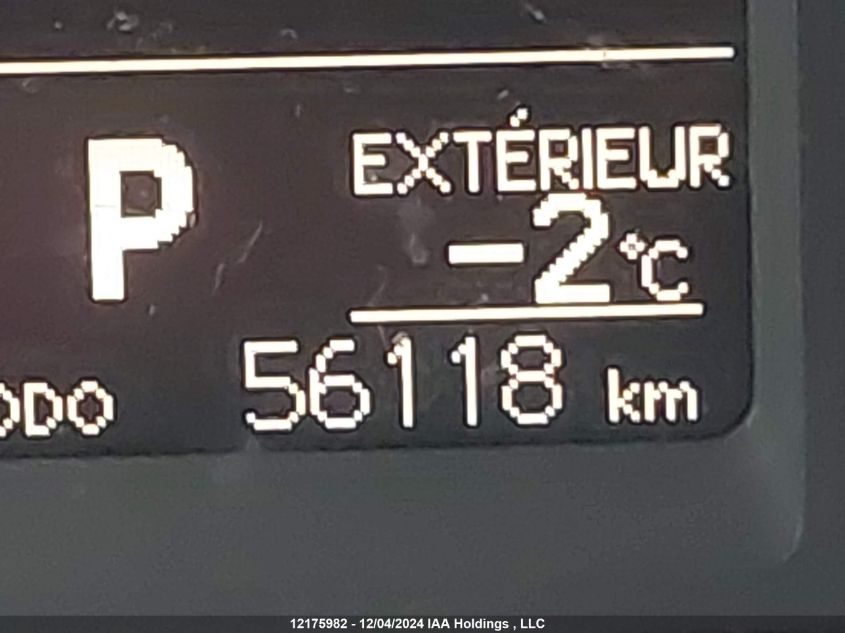 P
EXTÉRIEUR
-2°C
ODO 56118 km
12175982 - 12/04/2024 IAA Holdings , LLC